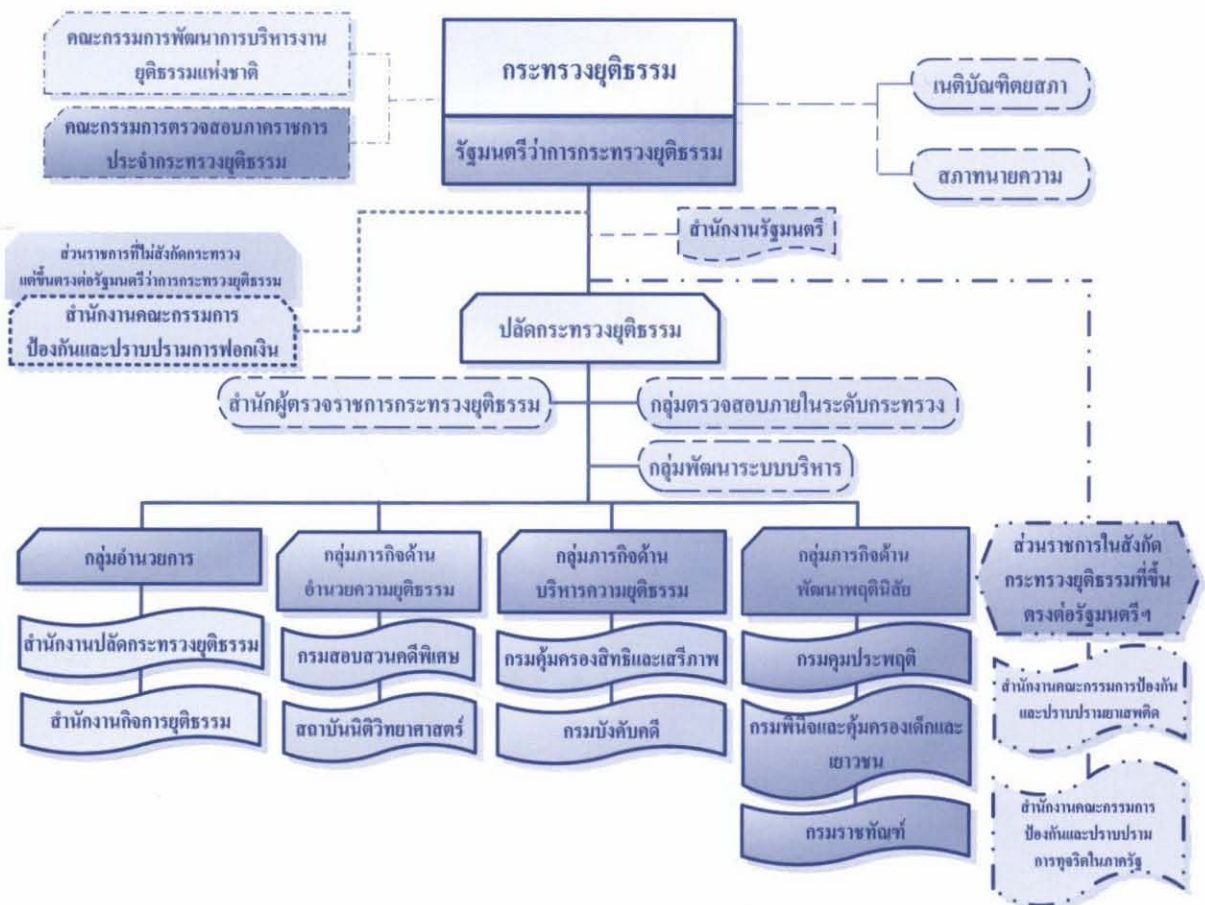 คณะกรรมการพัฒนาการบริหารงาน
ยุติธรรมแห่งชาติ
คณะกรรมการตรวจสอบภาคราชการ
ประจำกระทรวงยุติธรรม
กระทรวงยุติธรรม
รัฐมนตรีว่าการกระทรวงยุติธรรม
เนติบัณฑิตยสภา
สภาทนายความ
สำนักงานรัฐมนตรี
ส่วนราชการที่ไม่สังกัดกระทรวง
แต่ขึ้นตรงต่อรัฐมนตรีว่าการกระทรวงยุติธรรม
สำนักงานคณะกรรมการ
ป้องกันและปราบปรามการฟอกเงิน
ปลัดกระทรวงยุติธรรม
สำนักผู้ตรวจราชการกระทรวงยุติธรรม
กลุ่มตรวจสอบภายในระดับกระทรวง
กลุ่มพัฒนาระบบบริหาร
กลุ่มอำนวยการ
สำนักงานปลัดกระทรวงยุติธรรม
สำนักงานกิจการยุติธรรม
กลุ่มภารกิจด้าน
อำนวยความยุติธรรม
กรมสอบสวนคดีพิเศษ
สถาบันนิติวิทยาศาสตร์
กลุ่มภารกิจด้าน
บริหารความยุติธรรม
กรมคุ้มครองสิทธิและเสรีภาพ
กรมบังคับคดี
กลุ่มภารกิจด้าน
พัฒนาพฤตินิสัย
กรมคุมประพฤติ
กรมพินิจและคุ้มครองเด็กและ
เยาวชน
กรมราชทัณฑ์
ส่วนราชการในสังกัด
กระทรวงยุติธรรมที่ขึ้น
ตรงต่อรัฐมนตรีฯ
สำนักงานคณะกรรมการป้องกัน
และปราบปรามยาเสพติด
สำนักงานคณะกรรมการ
ป้องกันและปราบปราม
การทุจริตในภาครัฐ